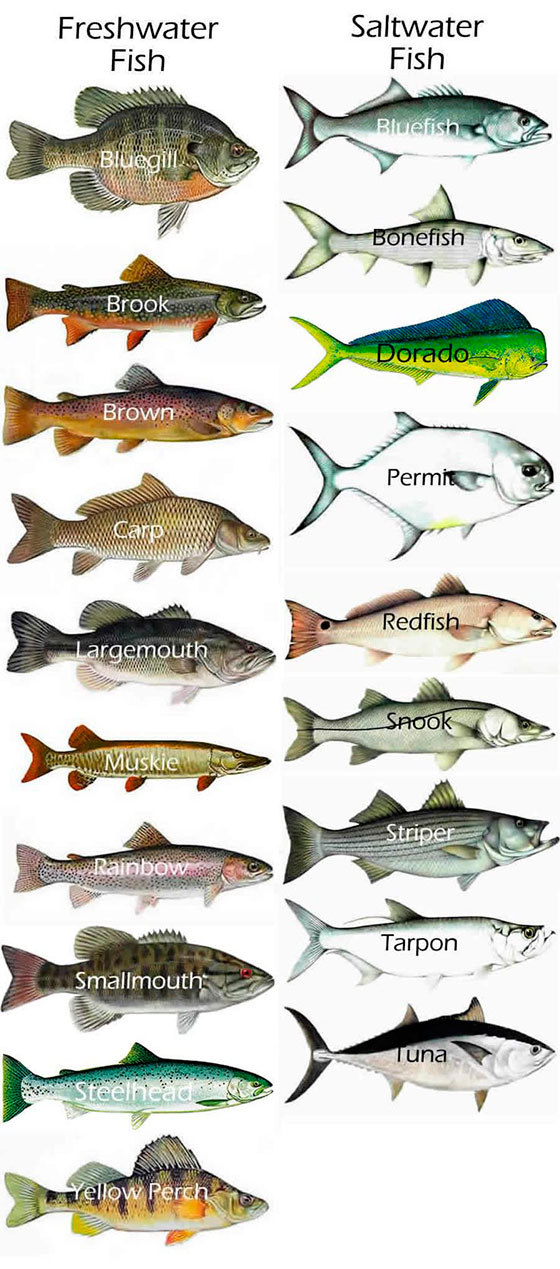 Freshwater
Fish
Bluegill
Brook
Brown
Carp
Largemouth
Muskie
Rainbow
Smallmouth
Steelhead
Yellow Perch
Saltwater
Fish
Bluefish
Bonefish
Dorado
Permit
Redfish
Snook
Striper
Tarpon
Tuna